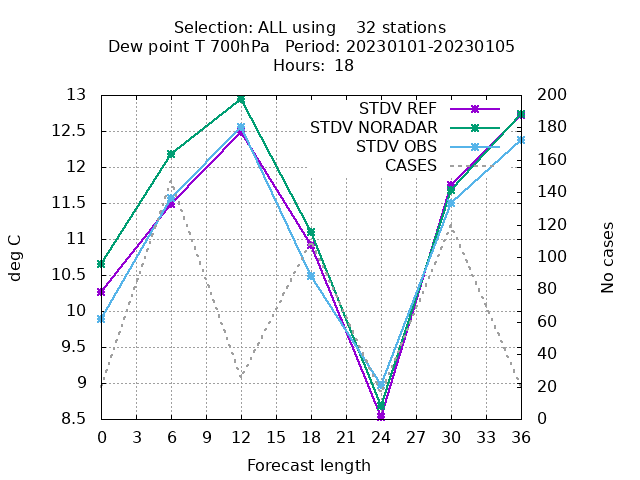 Selection: ALL using    32 stations
Dew point T 700hPa   Period: 20230101-20230105
Hours: 18
STDV REF
STDV NORADAR
STDV OBS
CASES
deg C
13
12.5
12
11.5
11
10.5
10
9.5
9
8.5
200
180
160
140
120
100
80
60
40
20
0
No cases
0 3 6 9 12 15 18 21 24 27 30 33 36
Forecast length